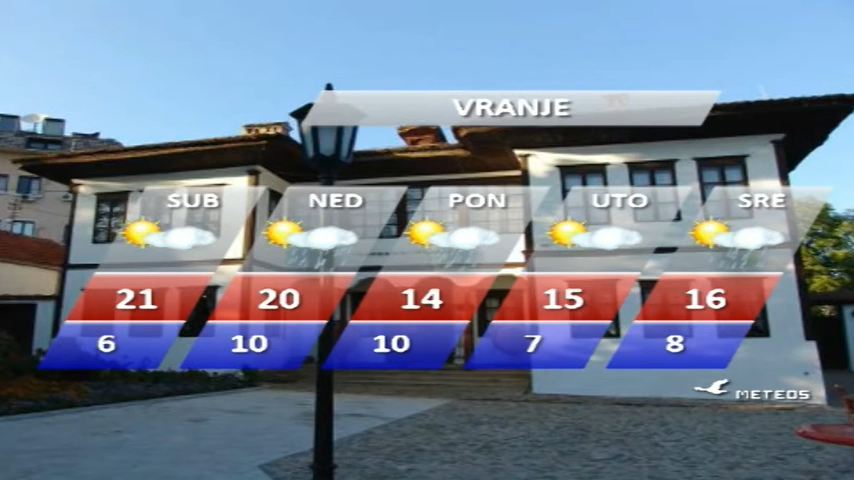 VRANJE
SUB NED PON UTO SRE
21 20 14 15 16
6 10 10 7 8
METEOS